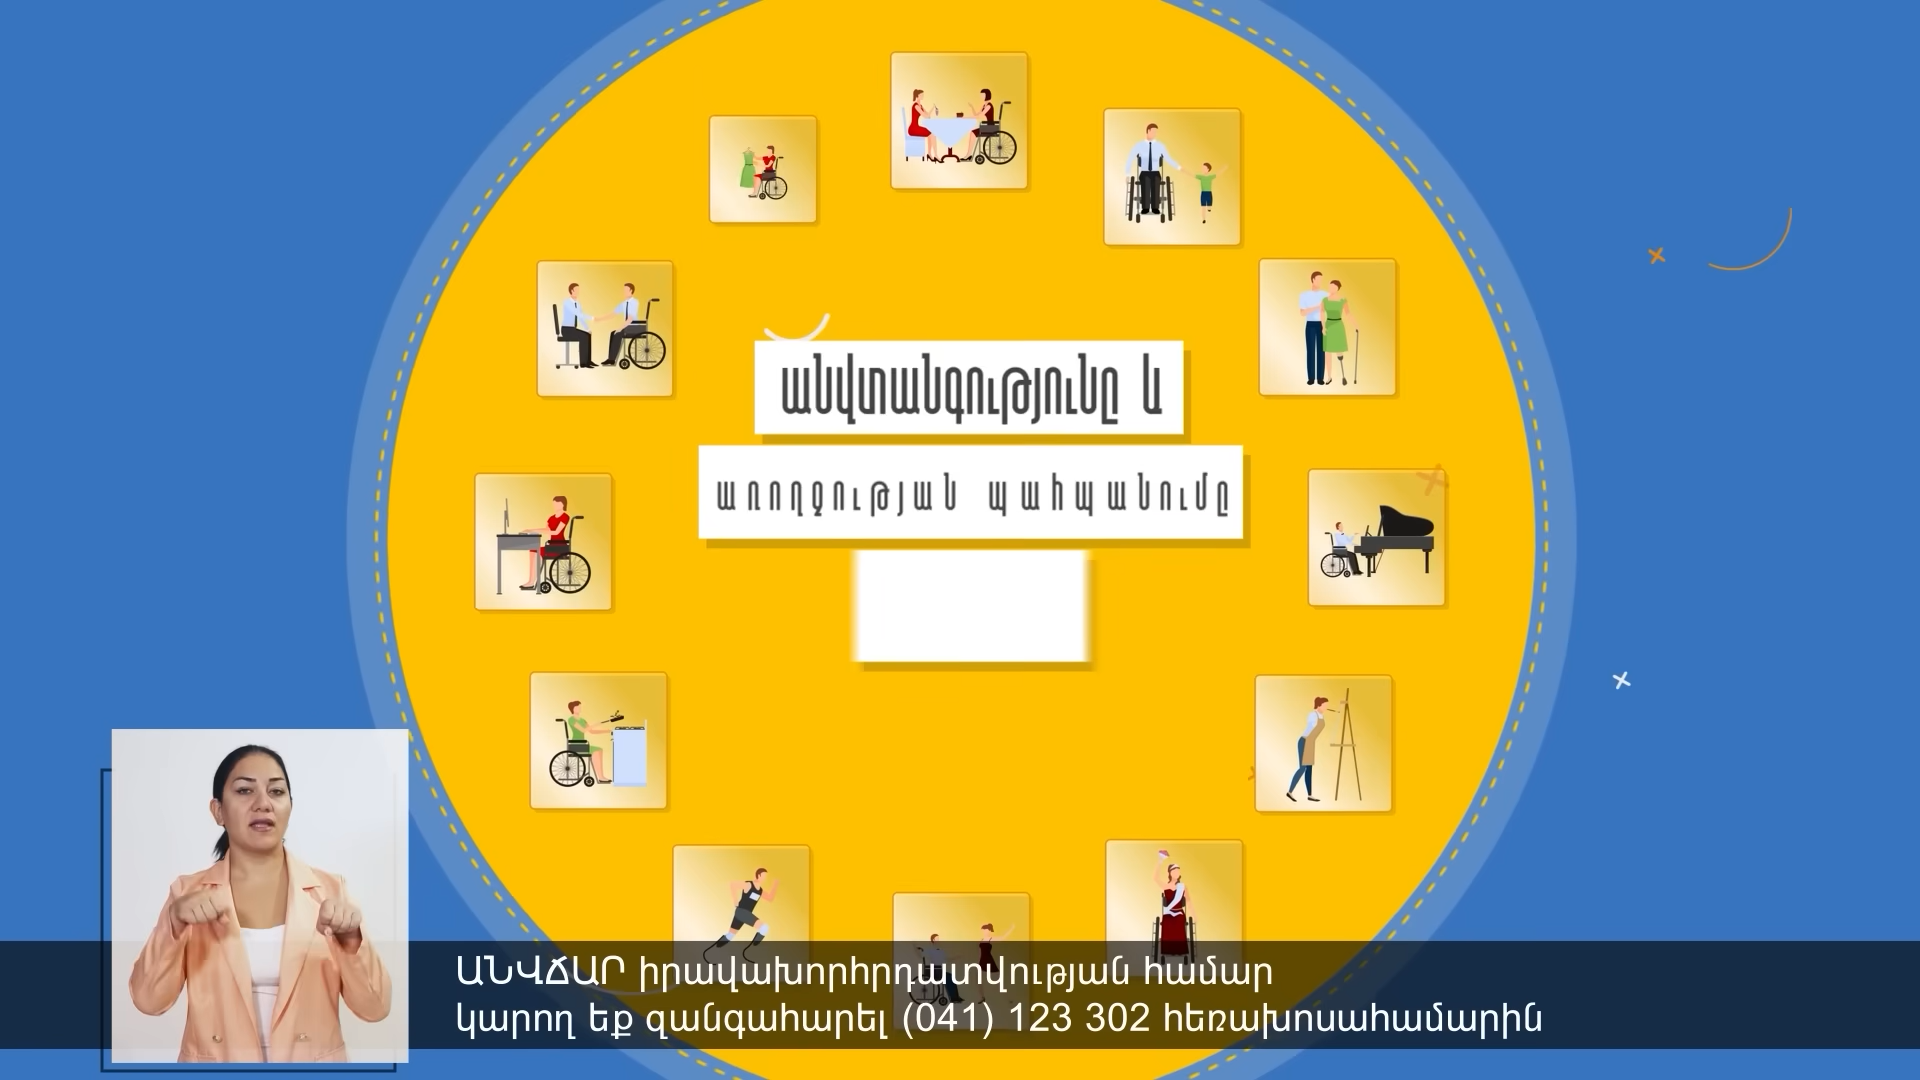 անվտանգությունը և
առողջության պահպանումը
ԱՆՎՃԱՐ իրավախորհրդատվության համար
կարող եք զանգահարել (041) 123 302 հեռախոսահամարին